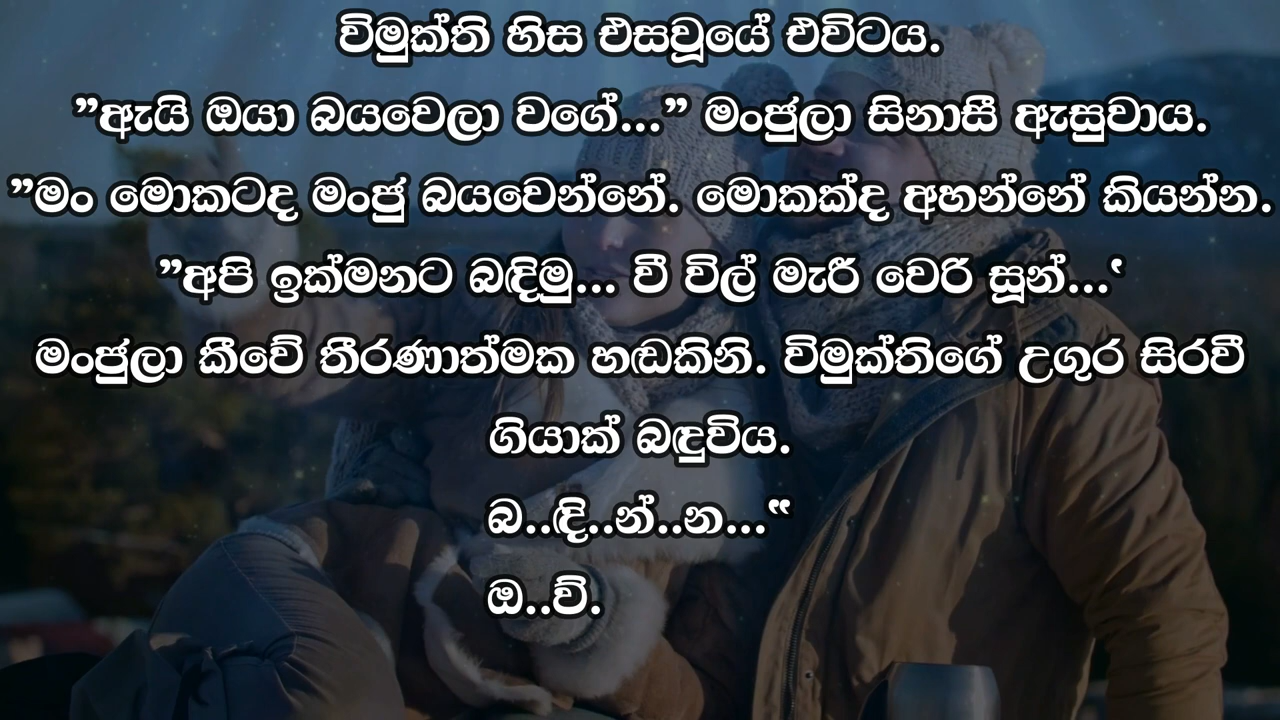 විමුක්ති හිස එසවූයේ එවිටය.
”ඇයි ඔයා බයවෙලා වගේ...” මංජුලා සිනාසී ඇසුවාය.
”මං මොකටද මංජු බයවෙන්නේ. මොකක්ද අහන්නේ කියන්න.
”අපි ඉක්මනට බඳිමු... වී විල් මැරී වෙරි සූන්...‛
මංජුලා කීවේ තීරණාත්මක හඬකිනි. විමුක්තිගේ උගුර සිරවී
ගියාක් බඳුවිය.
බ..ඳි..න්..න...‟
ඔ..ව්.